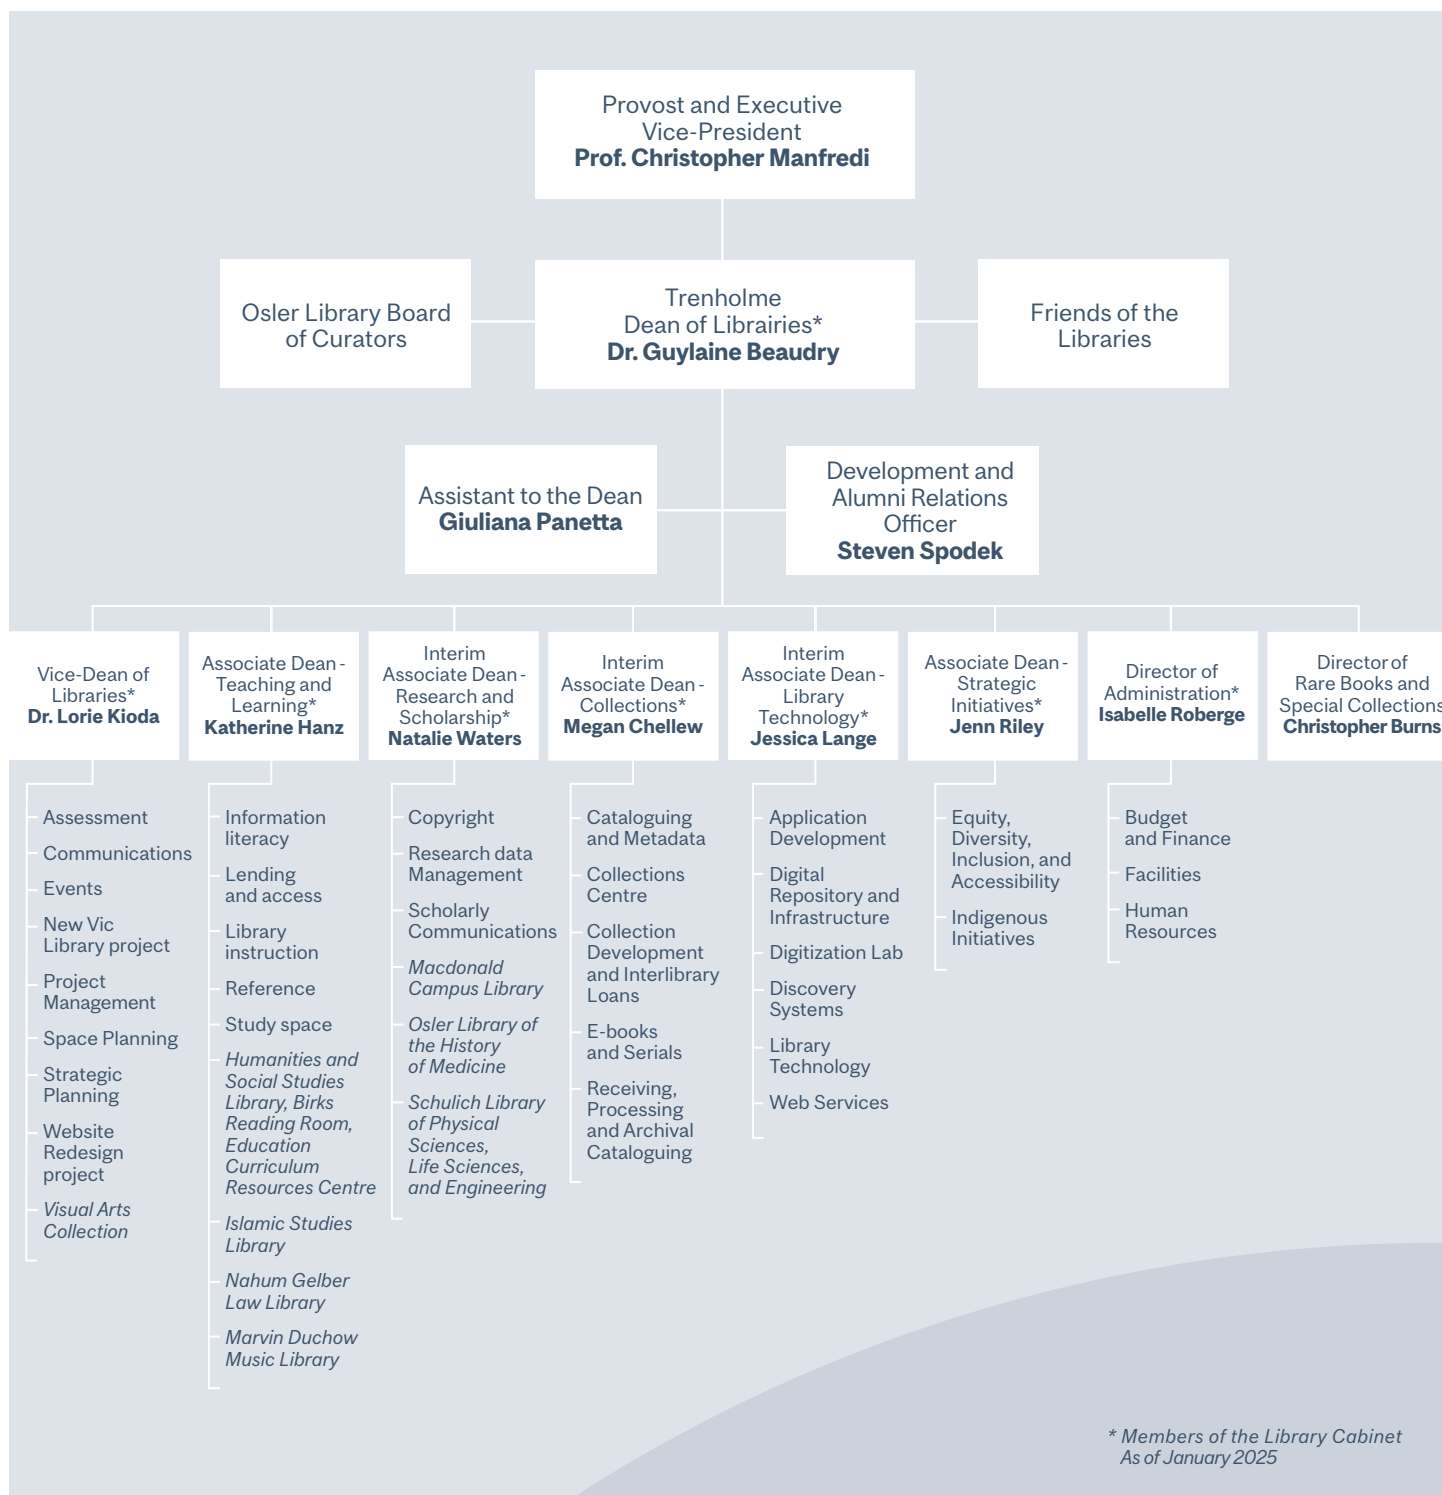 Provost and Executive
Vice-President
Prof. Christopher Manfredi
Osler Library Board
of Curators
Trenholme
Dean of Librairies*
Dr. Guylaine Beaudry
Friends of the
Libraries
Assistant to the Dean
Giuliana Panetta
Development and
Alumni Relations
Officer
Steven Spodek
Vice-Dean of
Libraries*
Dr. Lorie Kioda
Associate Dean -
Teaching and
Learning*
Katherine Hanz
Interim
Associate Dean -
Research and
Scholarship*
Natalie Waters
Interim
Associate Dean -
Collections*
Megan Chellew
Interim
Associate Dean -
Library
Technology*
Jessica Lange
Associate Dean -
Strategic
Initiatives*
Jenn Riley
Director of
Administration*
Isabelle Roberge
Director of
Rare Books and
Special Collections
Christopher Burns
Assessment
Communications
Events
New Vic
Library project
Project
Management
Space Planning
Strategic
Planning
Website
Redesign
project
Visual Arts
Collection
Information
literacy
Lending
and access
Library
instruction
Reference
Study space
Humanities and
Social Studies
Library, Birks
Reading Room,
Education
Curriculum
Resources Centre
Islamic Studies
Library
Nahum Gelber
Law Library
Marvin Duchow
Music Library
Copyright
Research data
Management
Scholarly
Communications
Macdonald
Campus Library
Osler Library of
the History
of Medicine
Schulich Library
of Physical
Sciences,
Life Sciences,
and Engineering
Cataloguing
and Metadata
Collections
Centre
Collection
Development
and Interlibrary
Loans
E-books
and Serials
Receiving,
Processing
and Archival
Cataloguing
Application
Development
Digital
Repository and
Infrastructure
Digitization Lab
Discovery
Systems
Library
Technology
Web Services
Equity,
Diversity,
Inclusion, and
Accessibility
Indigenous
Initiatives
Budget
and Finance
Facilities
Human
Resources
* Members of the Library Cabinet
As of January 2025